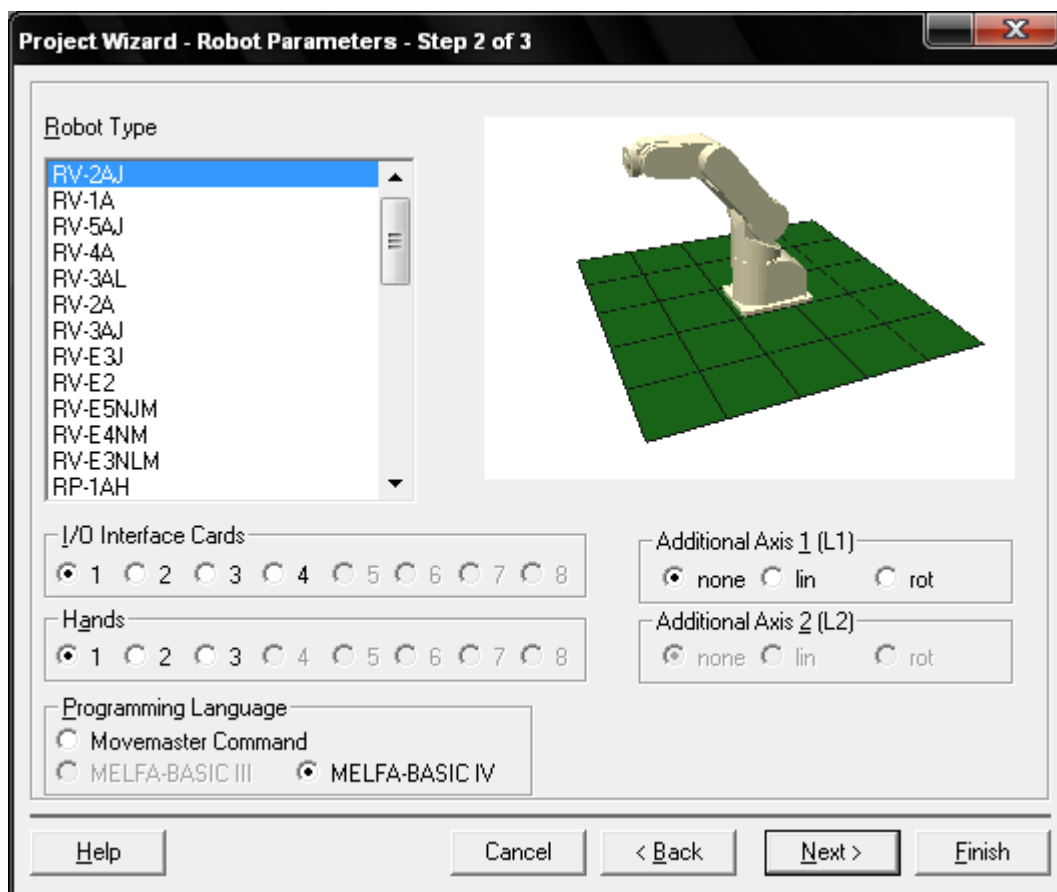 Project Wizard - Robot Parameters - Step 2 of 3
Robot Type
RV-2AJ
RV-1A
RV-5AJ
RV-4A
RV-3AL
RV-2A
RV-3AJ
RV-E3J
RV-E2
RV-E5NJM
RV-E4NM
RV-E3NLM
RP-1AH
I/O Interface Cards
1 2 3 4 5 6 7 8
Hands
1 2 3 4 5 6 7 8
Additional Axis 1 (L1)
none lin rot
Additional Axis 2 (L2)
none lin rot
Programming Language
Movemaster Command
MELFA-BASIC III MELFA-BASIC IV
Help Cancel < Back Next > Finish